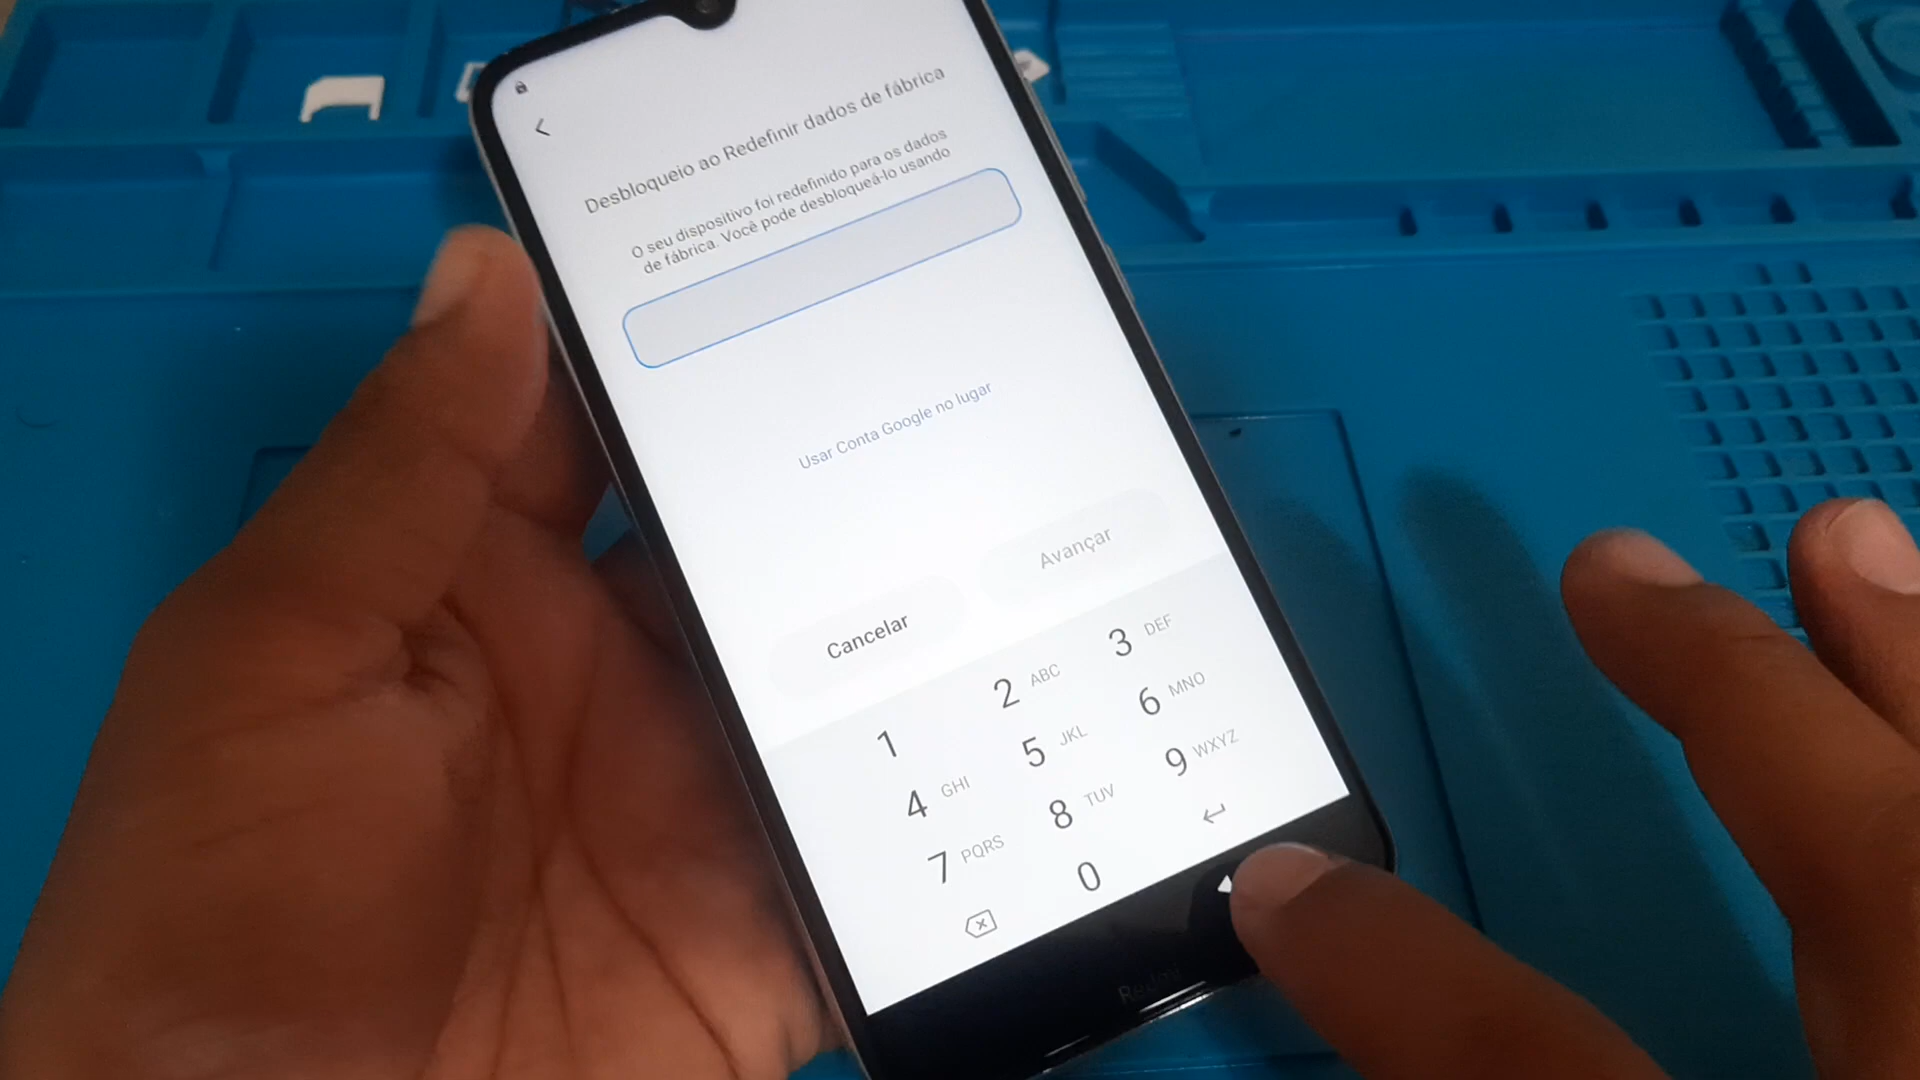 Desbloqueio ao Redefinir dados de fábrica
O seu dispositivo foi redefinido para os dados
de fábrica. Você pode desbloqueá-lo usando
Usar Conta Google no lugar
Cancelar
Avançar
1
2 ABC
3 DEF
4 GHI
5 JKL
6 MNO
7 PQRS
8 TUV
9 WXYZ
0
Redmi